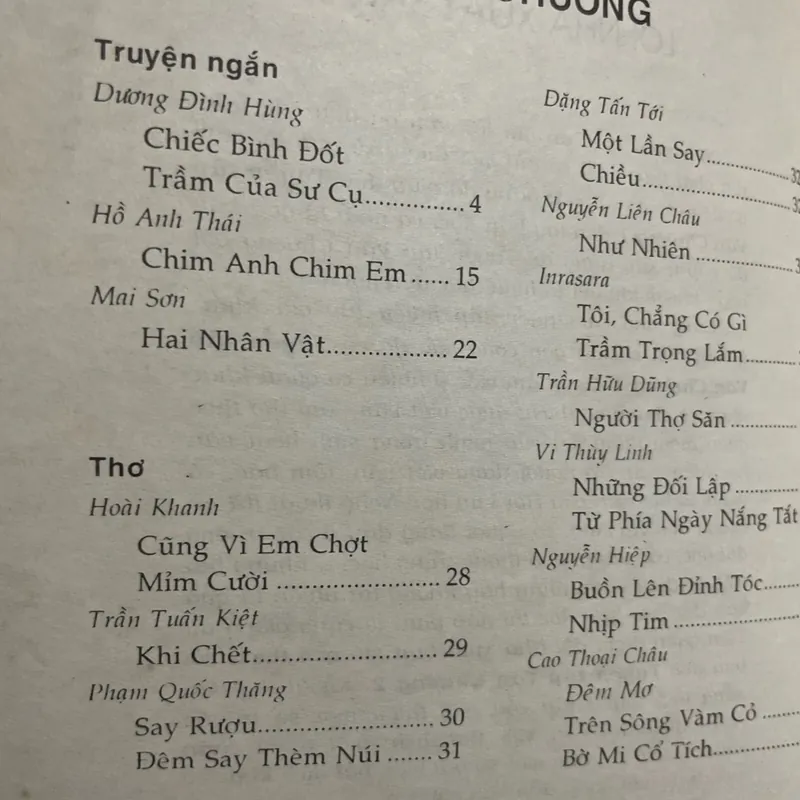 Truyện ngắn
Dương Đình Hùng
Chiếc Bình Đốt
Trầm Của Sư Cụ..............4
Hồ Anh Thái
Chim Anh Chim Em......15
Mai Sơn
Hai Nhân Vật..................22
Thơ
Hoài Khanh
Cũng Vì Em Chợt
Mỉm Cười ........................28
Trần Tuấn Kiệt
Khi Chết...........................29
Phạm Quốc Thăng
Say Rượu..........................30
Đêm Say Thèm Núi .......31
Đặng Tấn Tới
Một Lần Say............
Chiều......................
Nguyễn Liên Châu
Như Nhiên ...............
Inrasara
Tôi, Chẳng Có Gì
Trầm Trọng Lắm........
Trần Hữu Dũng
Người Thợ Săn ............
Vi Thùy Linh
Những Đối Lập .........
Từ Phía Ngày Nắng Tắt
Nguyễn Hiệp
Buồn Lên Đỉnh Tóc.....
Nhịp Tim ...................
Cao Thoại Châu
Đêm Mơ
Trên Sông Vàm Cỏ ......
Bờ Mi Cổ Tích.............